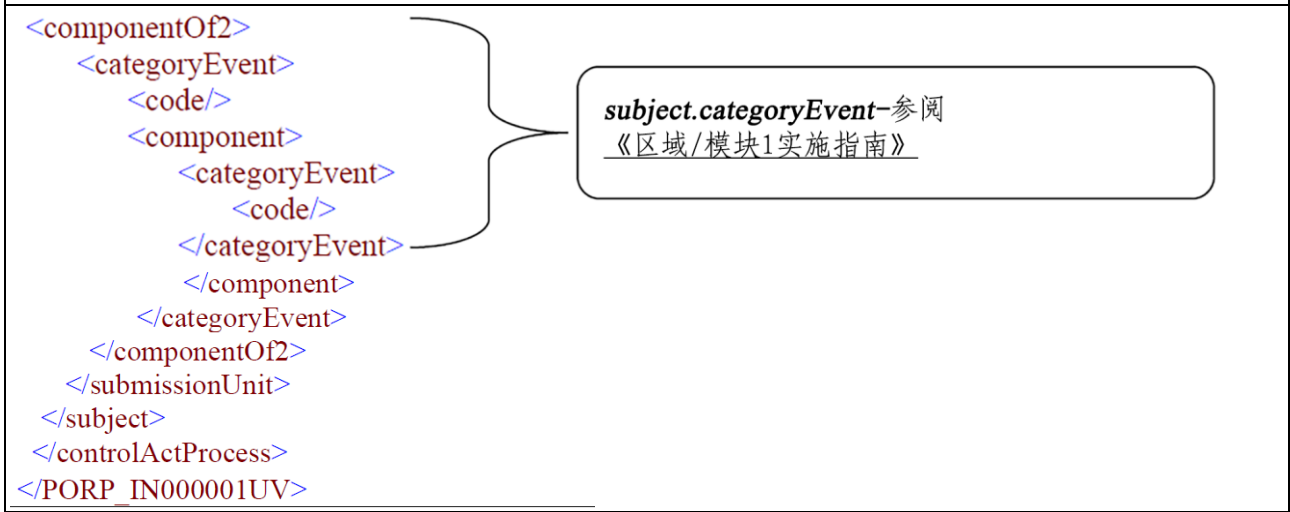 <componentOf2>
<categoryEvent>
<code/>
<component>
<categoryEvent>
<code/>
</categoryEvent>
</component>
</categoryEvent>
</componentOf2>
</submissionUnit>
</subject>
</controlActProcess>
</PORP_IN000001UV>
subject.categoryEvent-参阅
《区域/模块1实施指南》